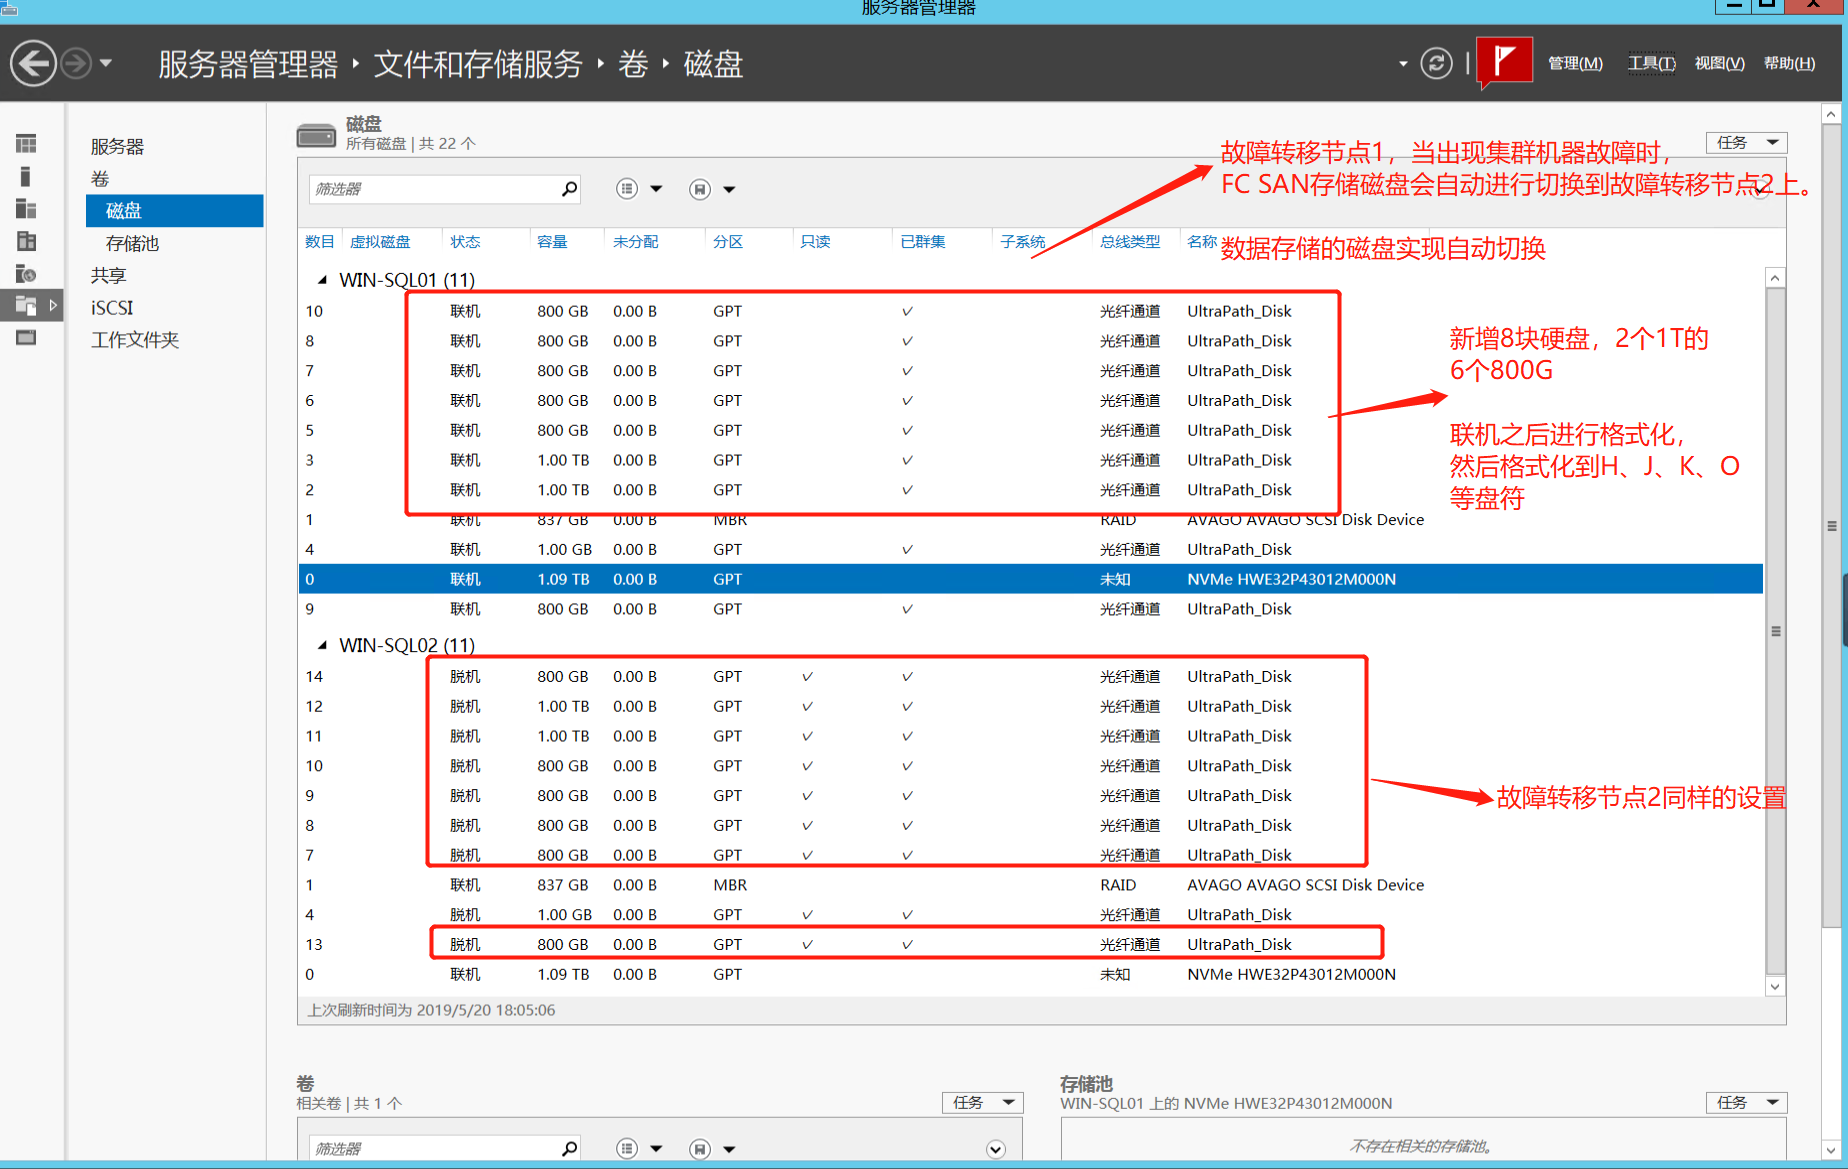 服务器管理器
服务器管理器 · 文件和存储服务 · 卷 · 磁盘
管理(M) 工具(T) 视图(V) 帮助(H)
服务器
卷
磁盘
存储池
共享
iSCSI
工作文件夹
磁盘
所有磁盘 | 共 22 个
任务
筛选器
故障转移节点1，当出现集群机器故障时，
FC SAN存储磁盘会自动进行切换到故障转移节点2上。
数据存储的磁盘实现自动切换
数目 虚拟磁盘 状态 容量 未分配 分区 只读 已群集 子系统 总线类型 名称
WIN-SQL01 (11)
10 联机 800 GB 0.00 B GPT ✓ 光纤通道 UltraPath_Disk
8 联机 800 GB 0.00 B GPT ✓ 光纤通道 UltraPath_Disk
7 联机 800 GB 0.00 B GPT ✓ 光纤通道 UltraPath_Disk
6 联机 800 GB 0.00 B GPT ✓ 光纤通道 UltraPath_Disk
5 联机 800 GB 0.00 B GPT ✓ 光纤通道 UltraPath_Disk
3 联机 1.00 TB 0.00 B GPT ✓ 光纤通道 UltraPath_Disk
2 联机 1.00 TB 0.00 B GPT ✓ 光纤通道 UltraPath_Disk
1 联机 837 GB 0.00 B MBR RAID AVAGO AVAGO SCSI Disk Device
4 联机 1.00 GB 0.00 B GPT ✓ 光纤通道 UltraPath_Disk
0 联机 1.09 TB 0.00 B GPT 未知 NVMe HWE32P43012M000N
9 联机 800 GB 0.00 B GPT ✓ 光纤通道 UltraPath_Disk
新增8块硬盘，2个1T的
6个800G
联机之后进行格式化，
然后格式化到H、J、K、O
等盘符
WIN-SQL02 (11)
14 脱机 800 GB 0.00 B GPT ✓ ✓ 光纤通道 UltraPath_Disk
12 脱机 1.00 TB 0.00 B GPT ✓ ✓ 光纤通道 UltraPath_Disk
11 脱机 1.00 TB 0.00 B GPT ✓ ✓ 光纤通道 UltraPath_Disk
10 脱机 800 GB 0.00 B GPT ✓ ✓ 光纤通道 UltraPath_Disk
9 脱机 800 GB 0.00 B GPT ✓ ✓ 光纤通道 UltraPath_Disk
8 脱机 800 GB 0.00 B GPT ✓ ✓ 光纤通道 UltraPath_Disk
7 脱机 800 GB 0.00 B GPT ✓ ✓ 光纤通道 UltraPath_Disk
1 联机 837 GB 0.00 B MBR RAID AVAGO AVAGO SCSI Disk Device
4 脱机 1.00 GB 0.00 B GPT ✓ ✓ 光纤通道 UltraPath_Disk
13 脱机 800 GB 0.00 B GPT ✓ ✓ 光纤通道 UltraPath_Disk
0 联机 1.09 TB 0.00 B GPT 未知 NVMe HWE32P43012M000N
故障转移节点2同样的设置
上次刷新时间为 2019/5/20 18:05:06
卷
相关卷 | 共 1 个
任务
筛选器
存储池
WIN-SQL01 上的 NVMe HWE32P43012M000N
任务
不存在相关的存储池。